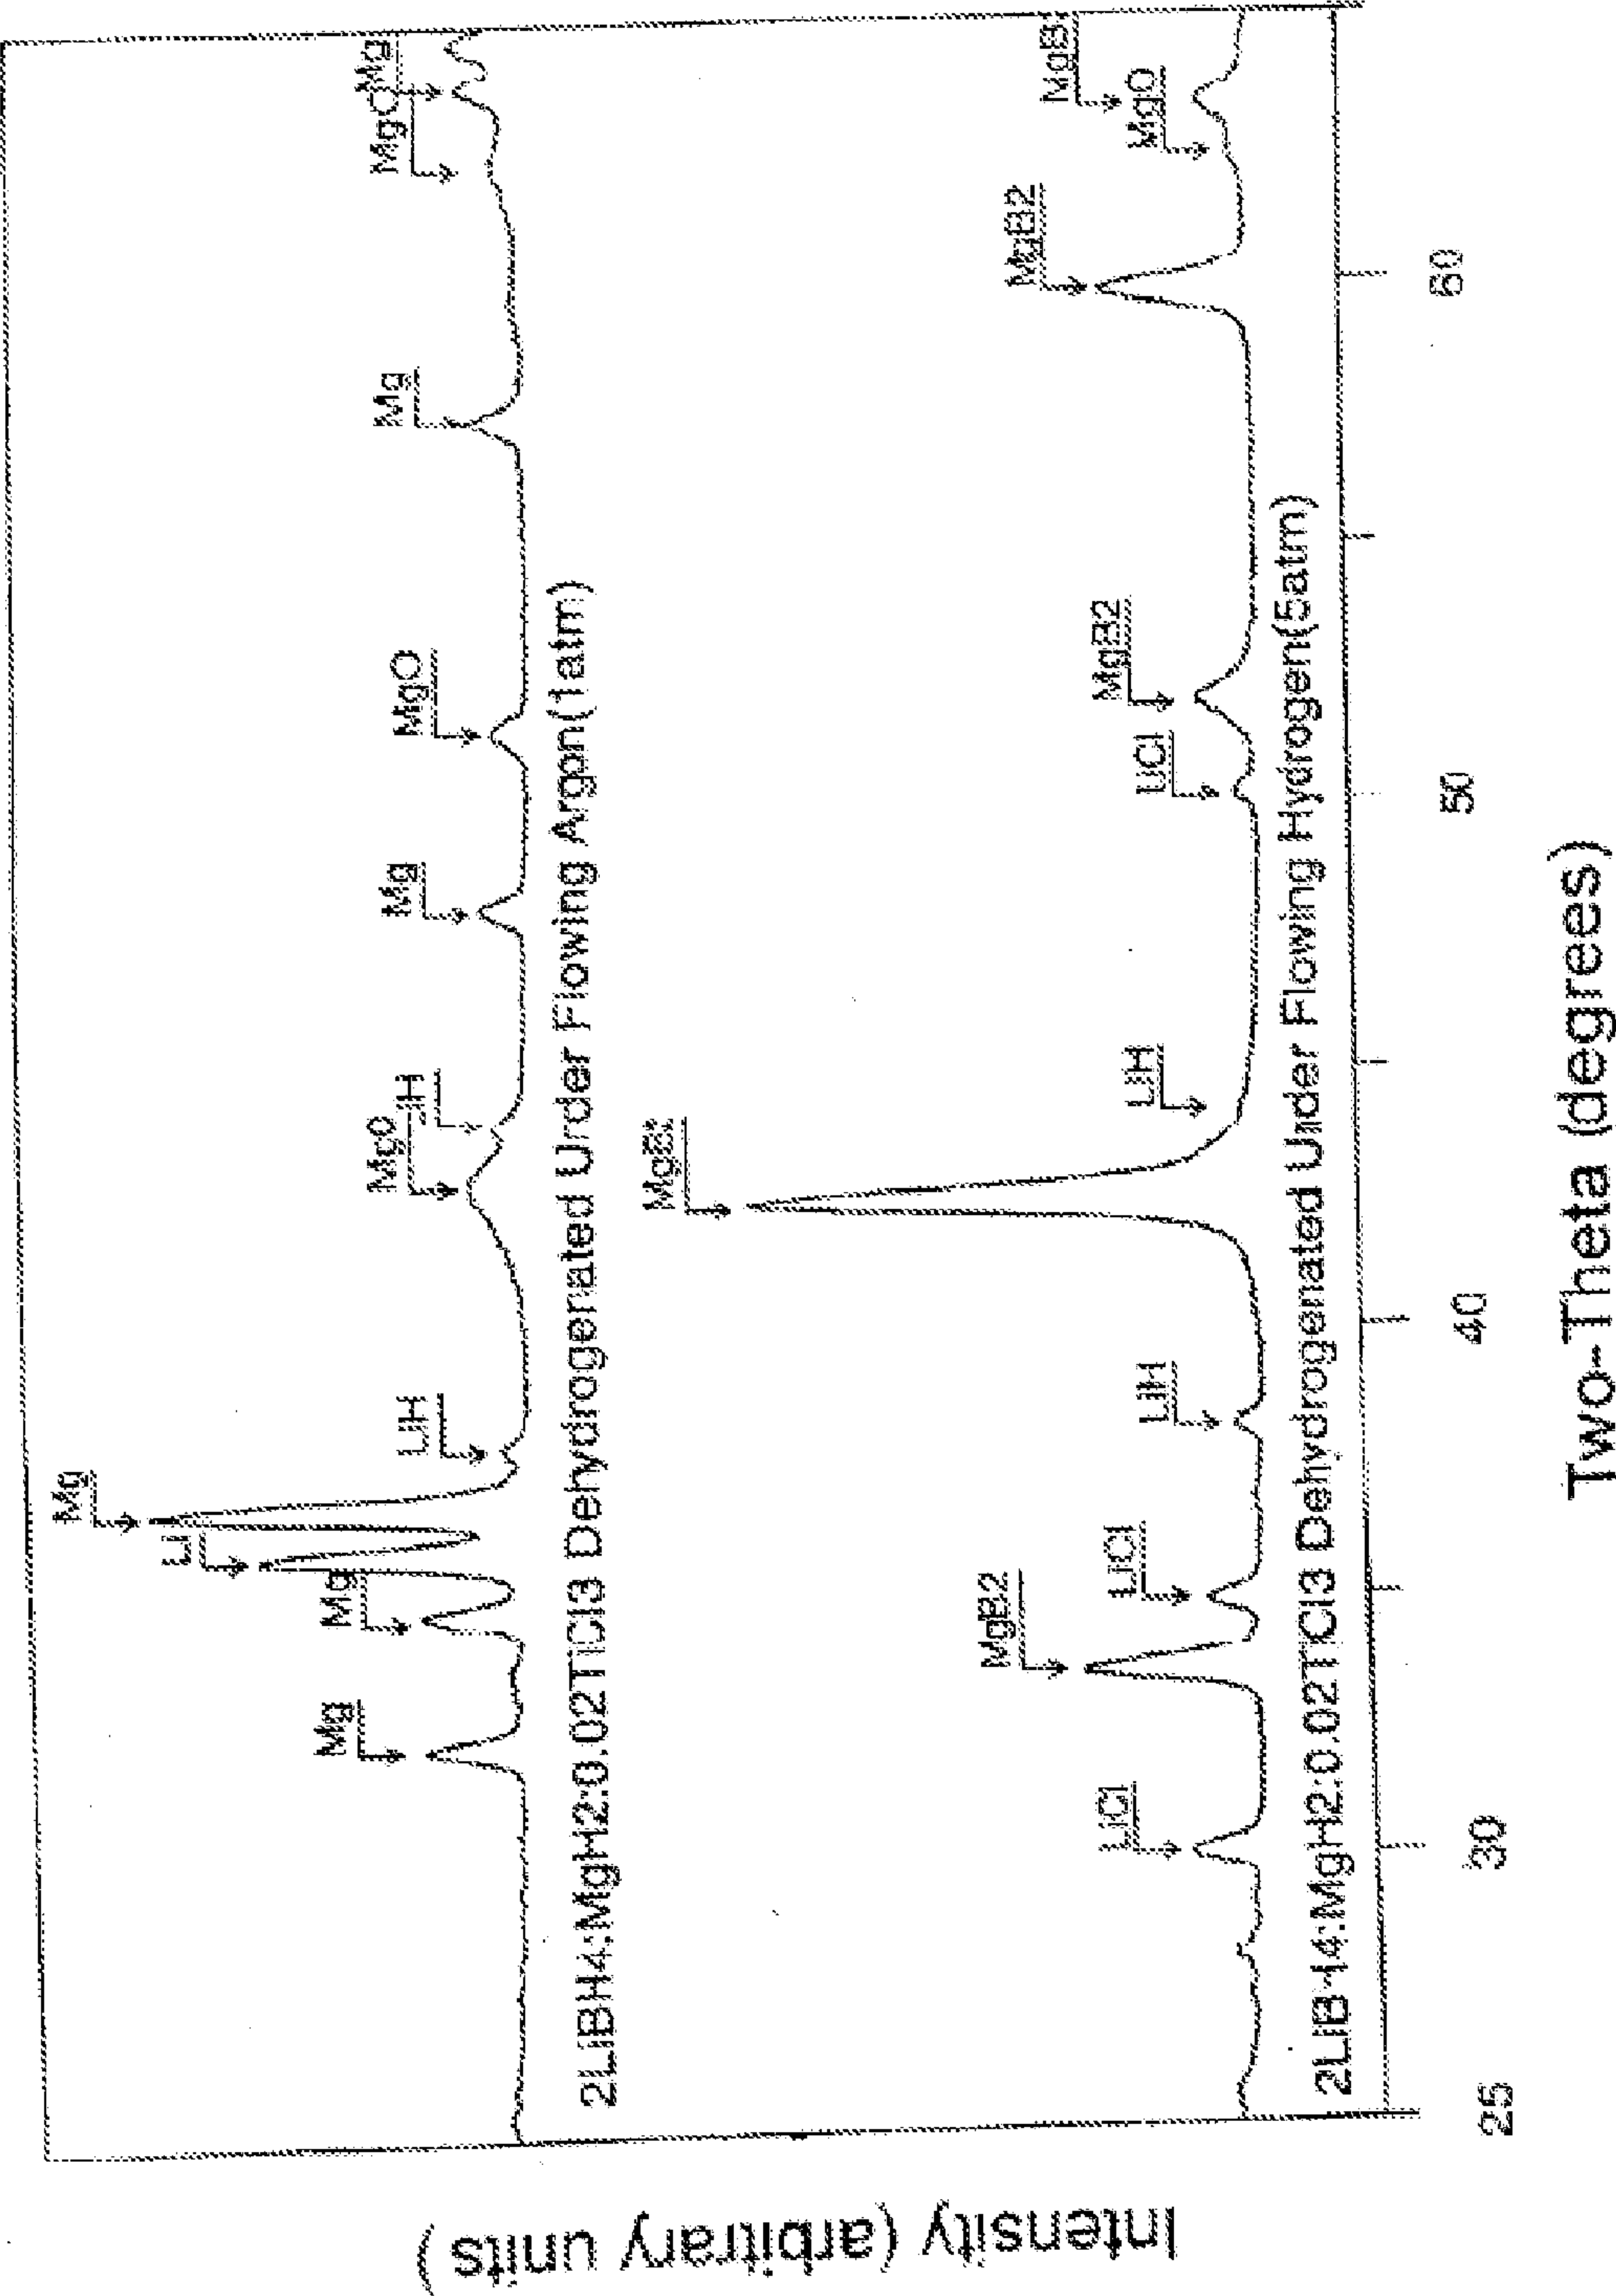 Mg
Li
Mg
Mg
LiH
MgO
LiH
Mg
MgO
Mg
MgO
Mg
2LiBH4:MgH2:0.02TiCl3 Dehydrogenated Under Flowing Argon(1atm)
MgB2
LiCl
MgB2
LiCl
LiH
LiH
LiCl
MgB2
MgB2
MgO
MgB
2LiBH4:MgH2:0.02TiCl3 Dehydrogenated Under Flowing Hydrogen(5atm)
25
30
40
50
60
Two-Theta (degrees)
Intensity (arbitrary units)